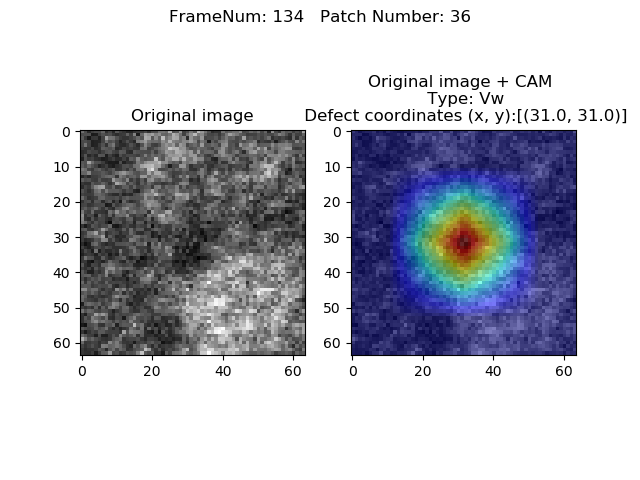 FrameNum: 134   Patch Number: 36
Original image
Original image + CAM
Type: Vw
Defect coordinates (x, y):[(31.0, 31.0)]
0
10
20
30
40
50
60
0 20 40 60
0
10
20
30
40
50
60
0 20 40 60